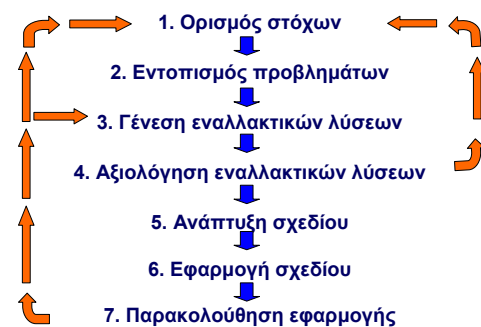 1. Ορισμός στόχων
2. Εντοπισμός προβλημάτων
3. Γένεση εναλλακτικών λύσεων
4. Αξιολόγηση εναλλακτικών λύσεων
5. Ανάπτυξη σχεδίου
6. Εφαρμογή σχεδίου
7. Παρακολούθηση εφαρμογής